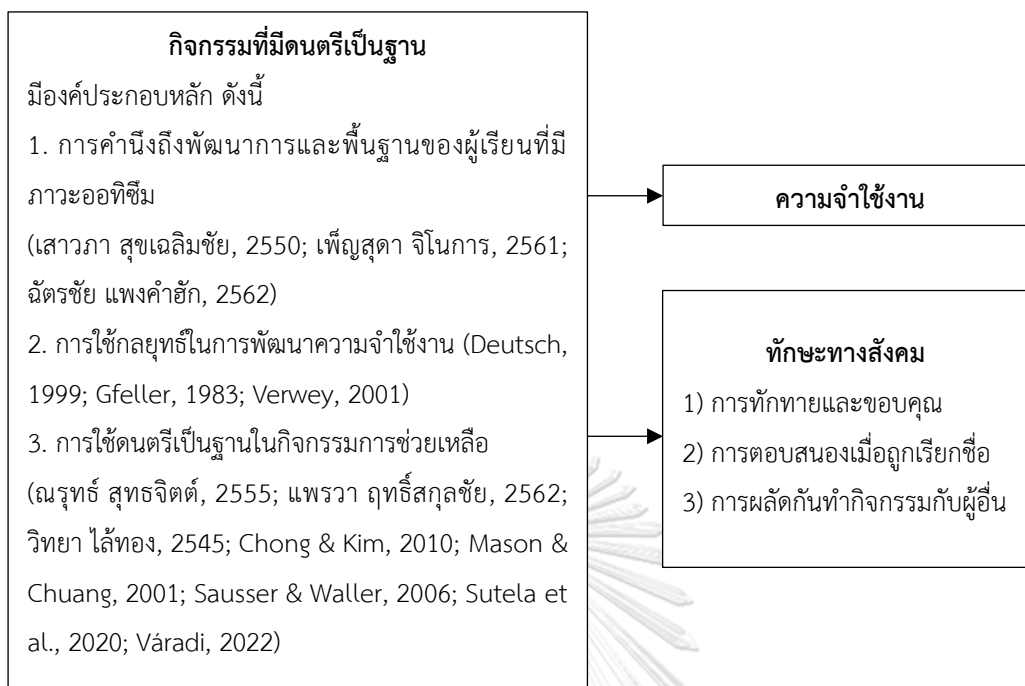 กิจกรรมที่มีดนตรีเป็นฐาน
มีองค์ประกอบหลัก ดังนี้
1. การคำนึงถึงพัฒนาการและพื้นฐานของผู้เรียนที่มี
ภาวะออทิซึม
(เสาวภา สุขเฉลิมชัย, 2550; เพ็ญสุดา จิโนการ, 2561;
ฉัตรชัย แพงคำฮัก, 2562)
2. การใช้กลยุทธ์ในการพัฒนาความจำใช้งาน (Deutsch,
1999; Gfeller, 1983; Verwey, 2001)
3. การใช้ดนตรีเป็นฐานในกิจกรรมการช่วยเหลือ
(ณรุทธ์ สุทธจิตต์, 2555; แพรวา ฤทธิ์สกุลชัย, 2562;
วิทยา ไล้ทอง, 2545; Chong & Kim, 2010; Mason &
Chuang, 2001; Sausser & Waller, 2006; Sutela et
al., 2020; Váradi, 2022)
ความจำใช้งาน
ทักษะทางสังคม
1) การทักทายและขอบคุณ
2) การตอบสนองเมื่อถูกเรียกชื่อ
3) การผลัดกันทำกิจกรรมกับผู้อื่น